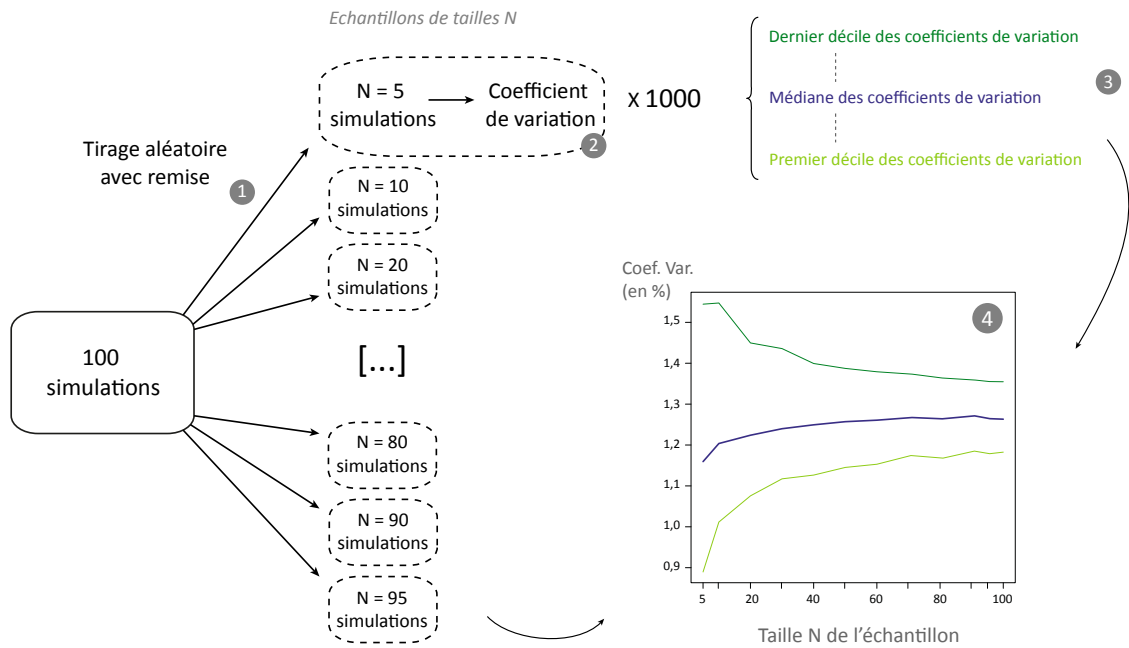 Echantillons de tailles N
N = 5
simulations
Coefficient
de variation
2
x 1000
Dernier décile des coefficients de variation
Médiane des coefficients de variation
Premier décile des coefficients de variation
3
Tirage aléatoire
avec remise
1
N = 10
simulations
N = 20
simulations
[...]
100
simulations
N = 80
simulations
N = 90
simulations
N = 95
simulations
Coef. Var.
(en %)
4
1,5
1,4
1,3
1,2
1,1
1,0
0,9
5 20 40 60 80 100
Taille N de l'échantillon